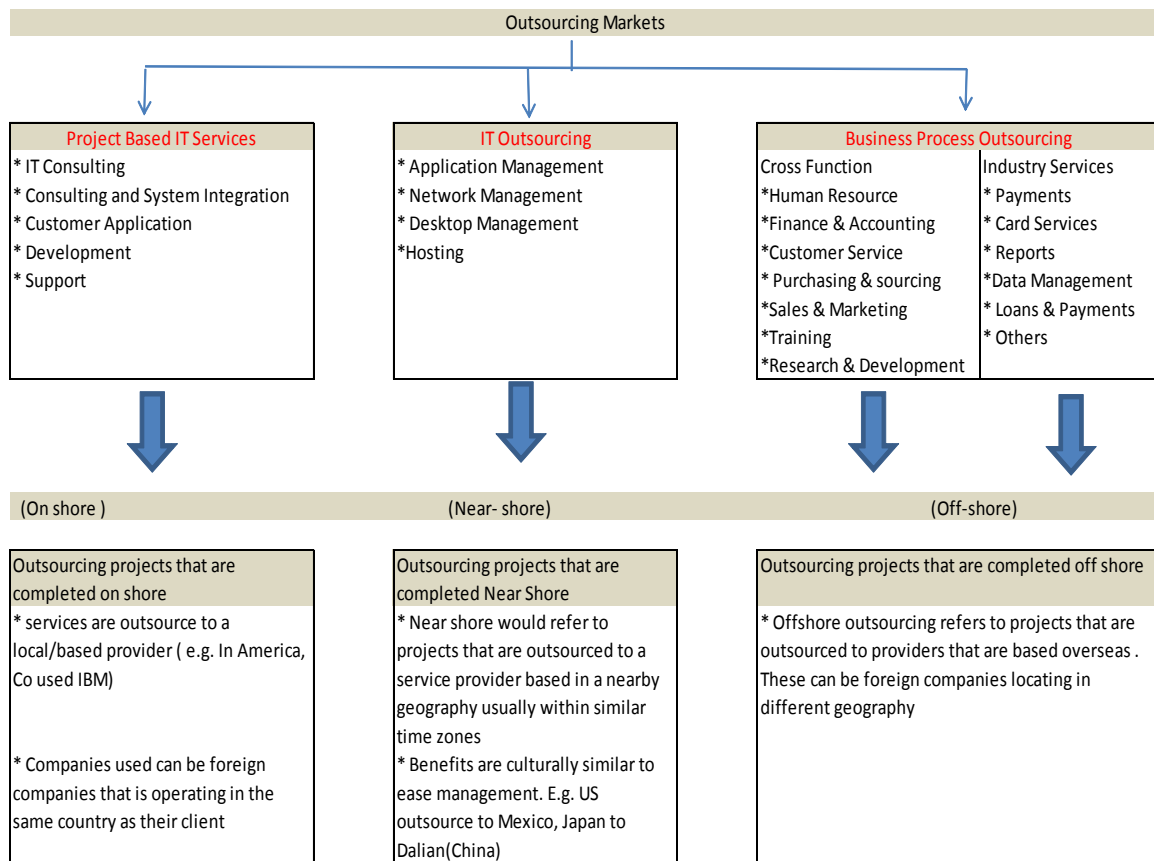 Outsourcing Markets
Project Based IT Services
* IT Consulting
* Consulting and System Integration
* Customer Application
* Development
* Support
IT Outsourcing
* Application Management
* Network Management
* Desktop Management
*Hosting
Business Process Outsourcing
Cross Function
*Human Resource
*Finance & Accounting
*Customer Service
* Purchasing & sourcing
*Sales & Marketing
*Training
*Research & Development
Industry Services
* Payments
* Card Services
* Reports
*Data Management
* Loans & Payments
* Others
(On shore )
(Near- shore)
(Off-shore)
Outsourcing projects that are
completed on shore
* services are outsource to a
local/based provider ( e.g. In America,
Co used IBM)
* Companies used can be foreign
companies that is operating in the
same country as their client
Outsourcing projects that are
completed Near Shore
* Near shore would refer to
projects that are outsourced to a
service provider based in a nearby
geography usually within similar
time zones
* Benefits are culturally similar to
ease management. E.g. US
outsource to Mexico, Japan to
Dalian(China)
Outsourcing projects that are completed off shore
* Offshore outsourcing refers to projects that are
outsourced to providers that are based overseas .
These can be foreign companies locating in
different geography